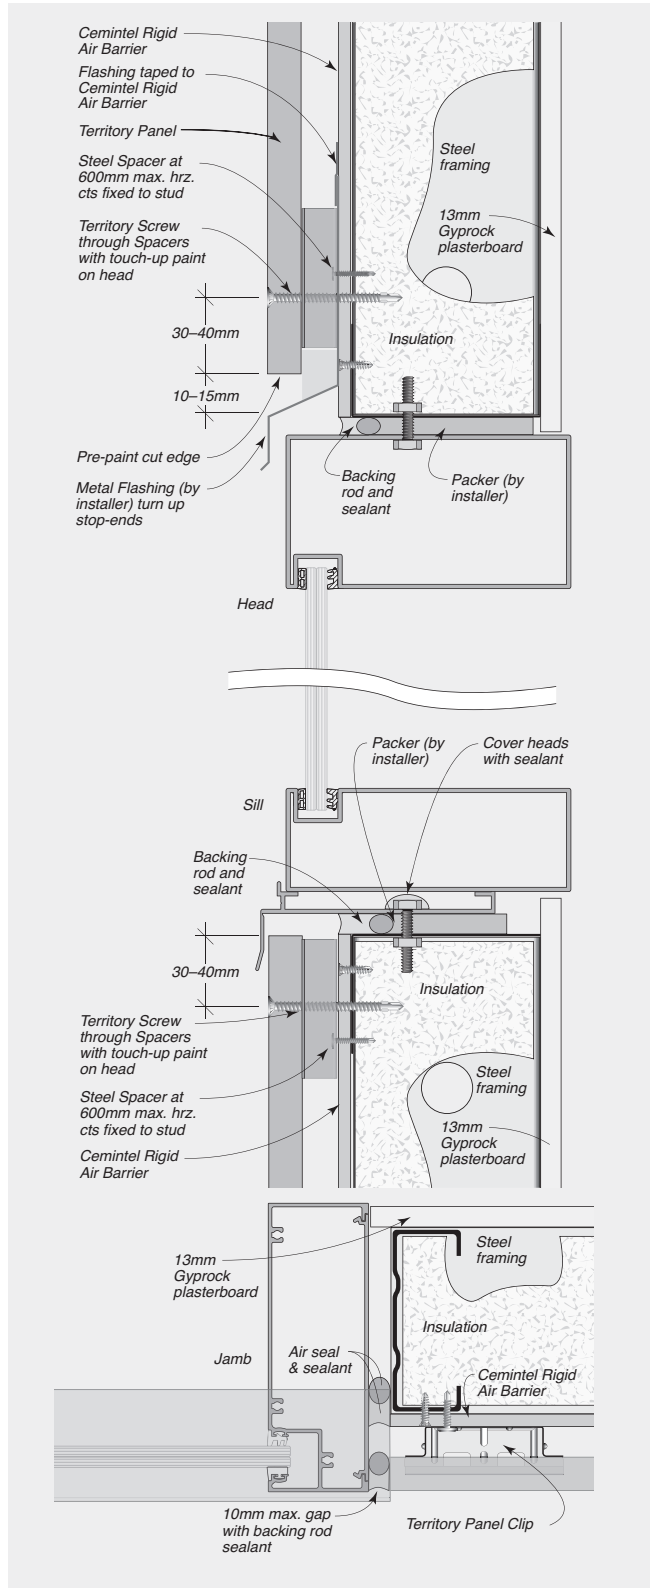 Cemintel Rigid
Air Barrier
Flashing taped to
Cemintel Rigid
Air Barrier
Territory Panel
Steel Spacer at
600mm max. hrz.
cts fixed to stud
Territory Screw
through Spacers
with touch-up paint
on head
30–40mm
10–15mm
Pre-paint cut edge
Metal Flashing (by
installer) turn up
stop-ends
Steel
framing
13mm
Gyprock
plasterboard
Insulation
Backing
rod and
sealant
Packer (by
installer)
Head
Packer (by
installer)
Cover heads
with sealant
Sill
Backing
rod and
sealant
30–40mm
Insulation
Territory Screw
through Spacers
with touch-up paint
on head
Steel
framing
Steel Spacer at
600mm max. hrz.
cts fixed to stud
13mm
Gyprock
plasterboard
Cemintel Rigid
Air Barrier
13mm
Gyprock
plasterboard
Steel
framing
Insulation
Jamb
Air seal
& sealant
Cemintel Rigid
Air Barrier
10mm max. gap
with backing rod
sealant
Territory Panel Clip